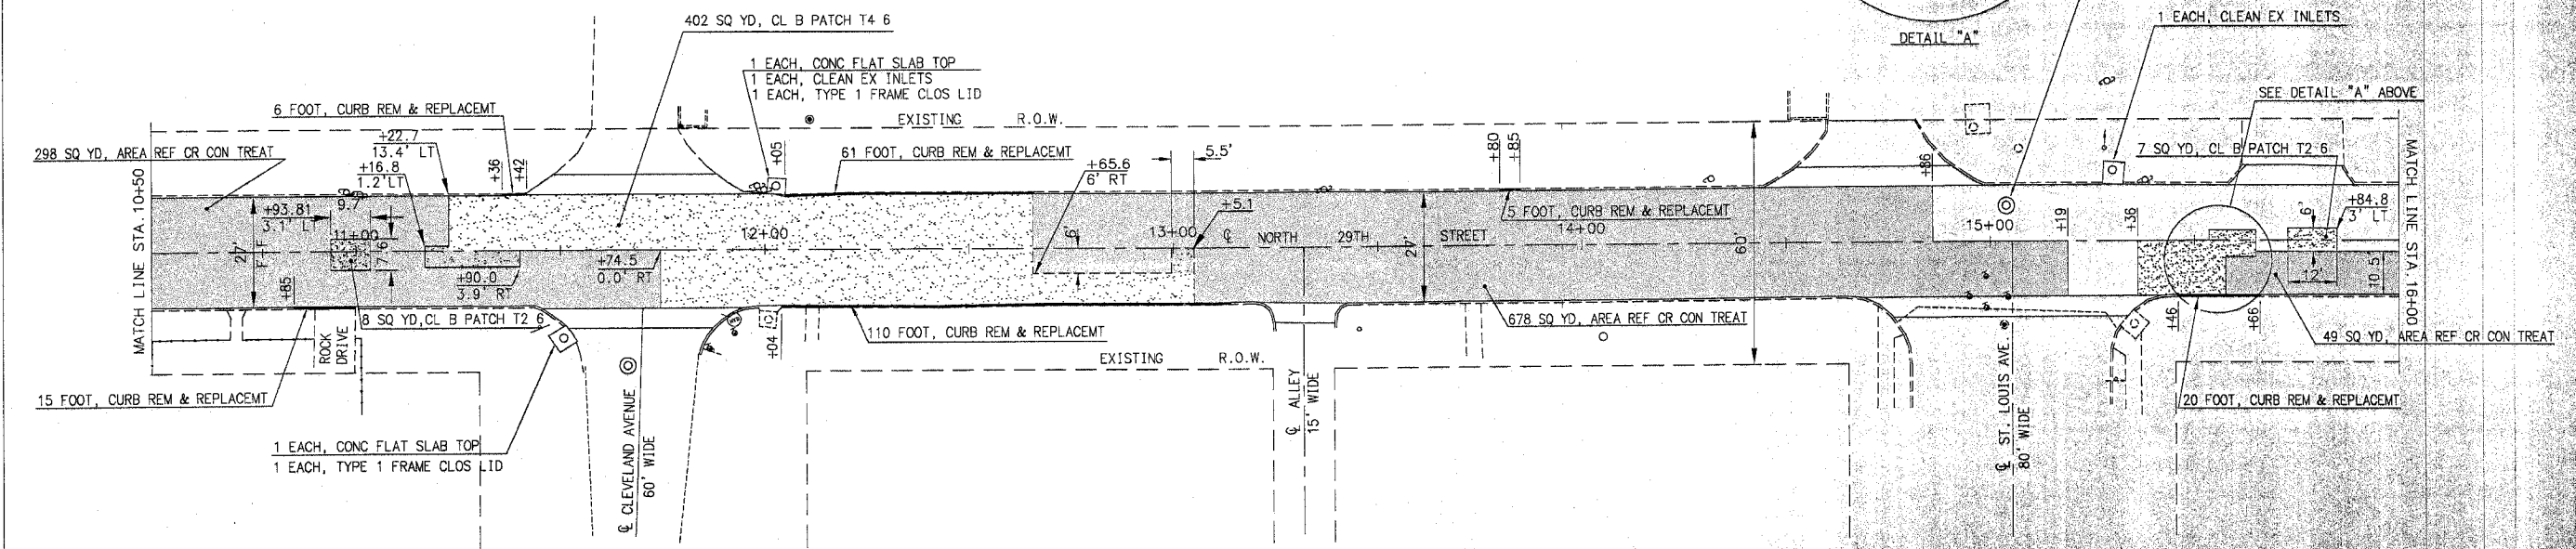 402 SQ YD, CL B PATCH T4 6
1 EACH, CLEAN EX INLETS
DETAIL "A"
1 EACH, CONC FLAT SLAB TOP
1 EACH, CLEAN EX INLETS
1 EACH, TYPE 1 FRAME CLOS LID
SEE DETAIL "A" ABOVE
6 FOOT, CURB REM & REPLACEMT
EXISTING R.O.W.
+22.7
13.4' LT
298 SQ YD, AREA REF CR CON TREAT
+16.8
1.2' LT
+36
+42
+05
61 FOOT, CURB REM & REPLACEMT
+65.6
6' RT
5.5'
+80
+85
+86
7 SQ YD, CL B PATCH T2 6
MATCH LINE STA 10+50
MATCH LINE STA 16+00
+93.81
3.1' LT
9.7'
27'
F-F
11+00
7.6'
+85
+90.0
3.9' RT
+74.5
0.0' RT
12+00
6'
13+00
+5.1
℄ NORTH 29TH STREET
27'
5 FOOT, CURB REM & REPLACEMT
14+00
60'
15+00
+19
+36
6'
+84.8
3' LT
12'
10.5'
8 SQ YD, CL B PATCH T2 6
ROCK DRIVE
+04
110 FOOT, CURB REM & REPLACEMT
678 SQ YD, AREA REF CR CON TREAT
+46
+66
49 SQ YD, AREA REF CR CON TREAT
EXISTING R.O.W.
15 FOOT, CURB REM & REPLACEMT
20 FOOT, CURB REM & REPLACEMT
1 EACH, CONC FLAT SLAB TOP
1 EACH, TYPE 1 FRAME CLOS LID
℄ CLEVELAND AVENUE
60' WIDE
℄ ALLEY
15' WIDE
℄ ST. LOUIS AVE.
80' WIDE